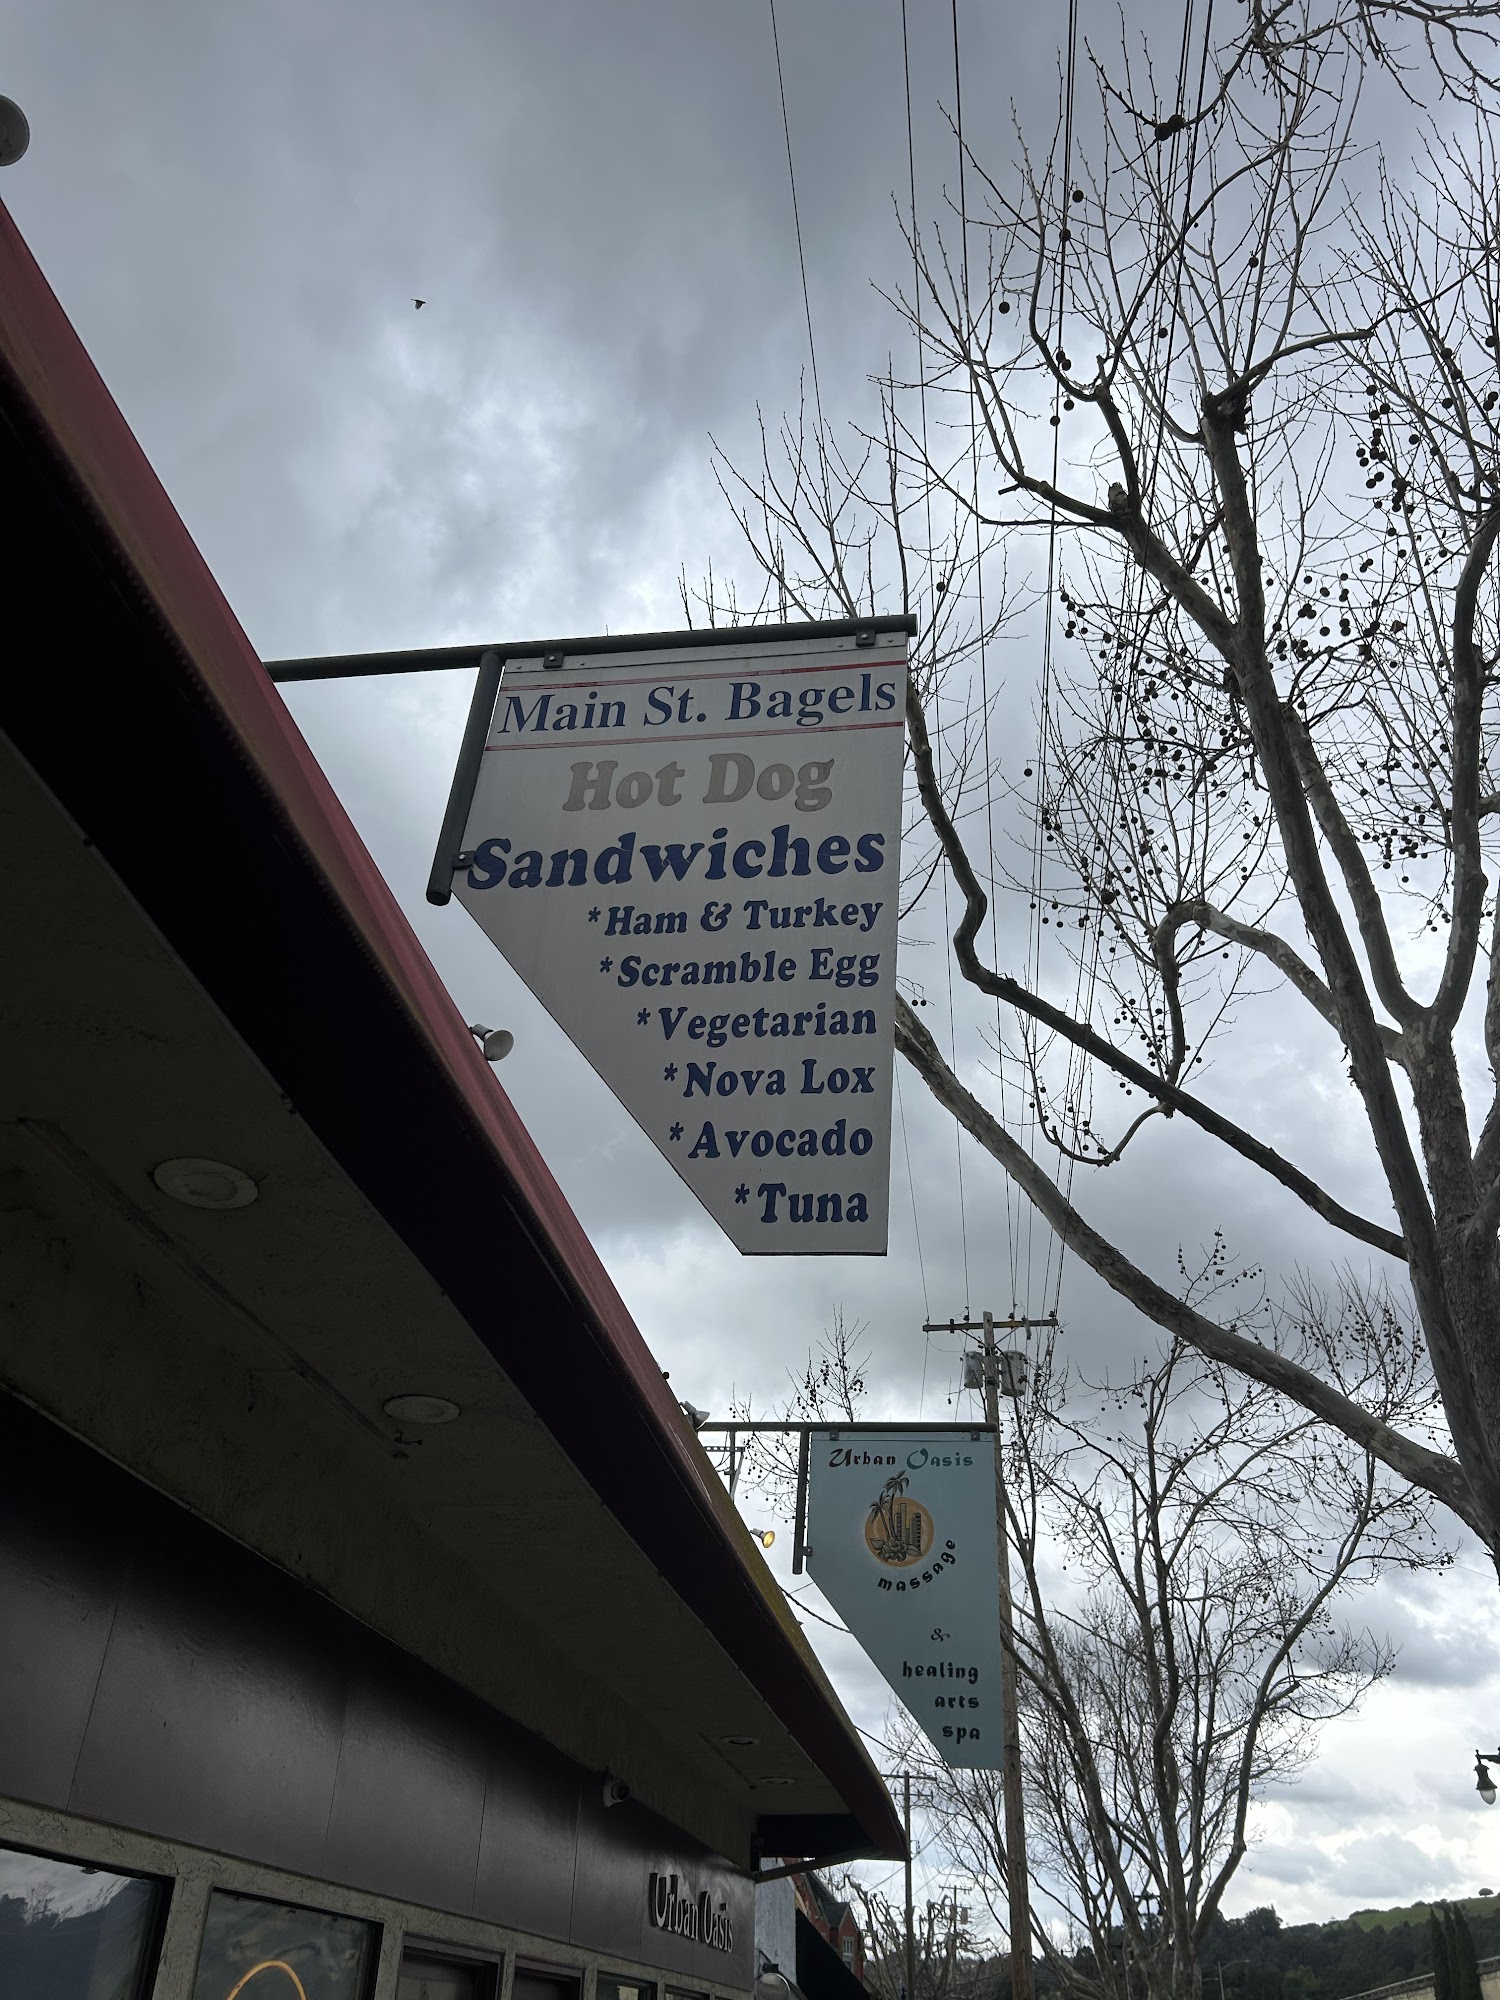 Main St. Bagels
Hot Dog
Sandwiches
*Ham & Turkey
*Scramble Egg
*Vegetarian
*Nova Lox
*Avocado
*Tuna
Urban Oasis
massage
&
healing
arts
spa
Urban Oasis